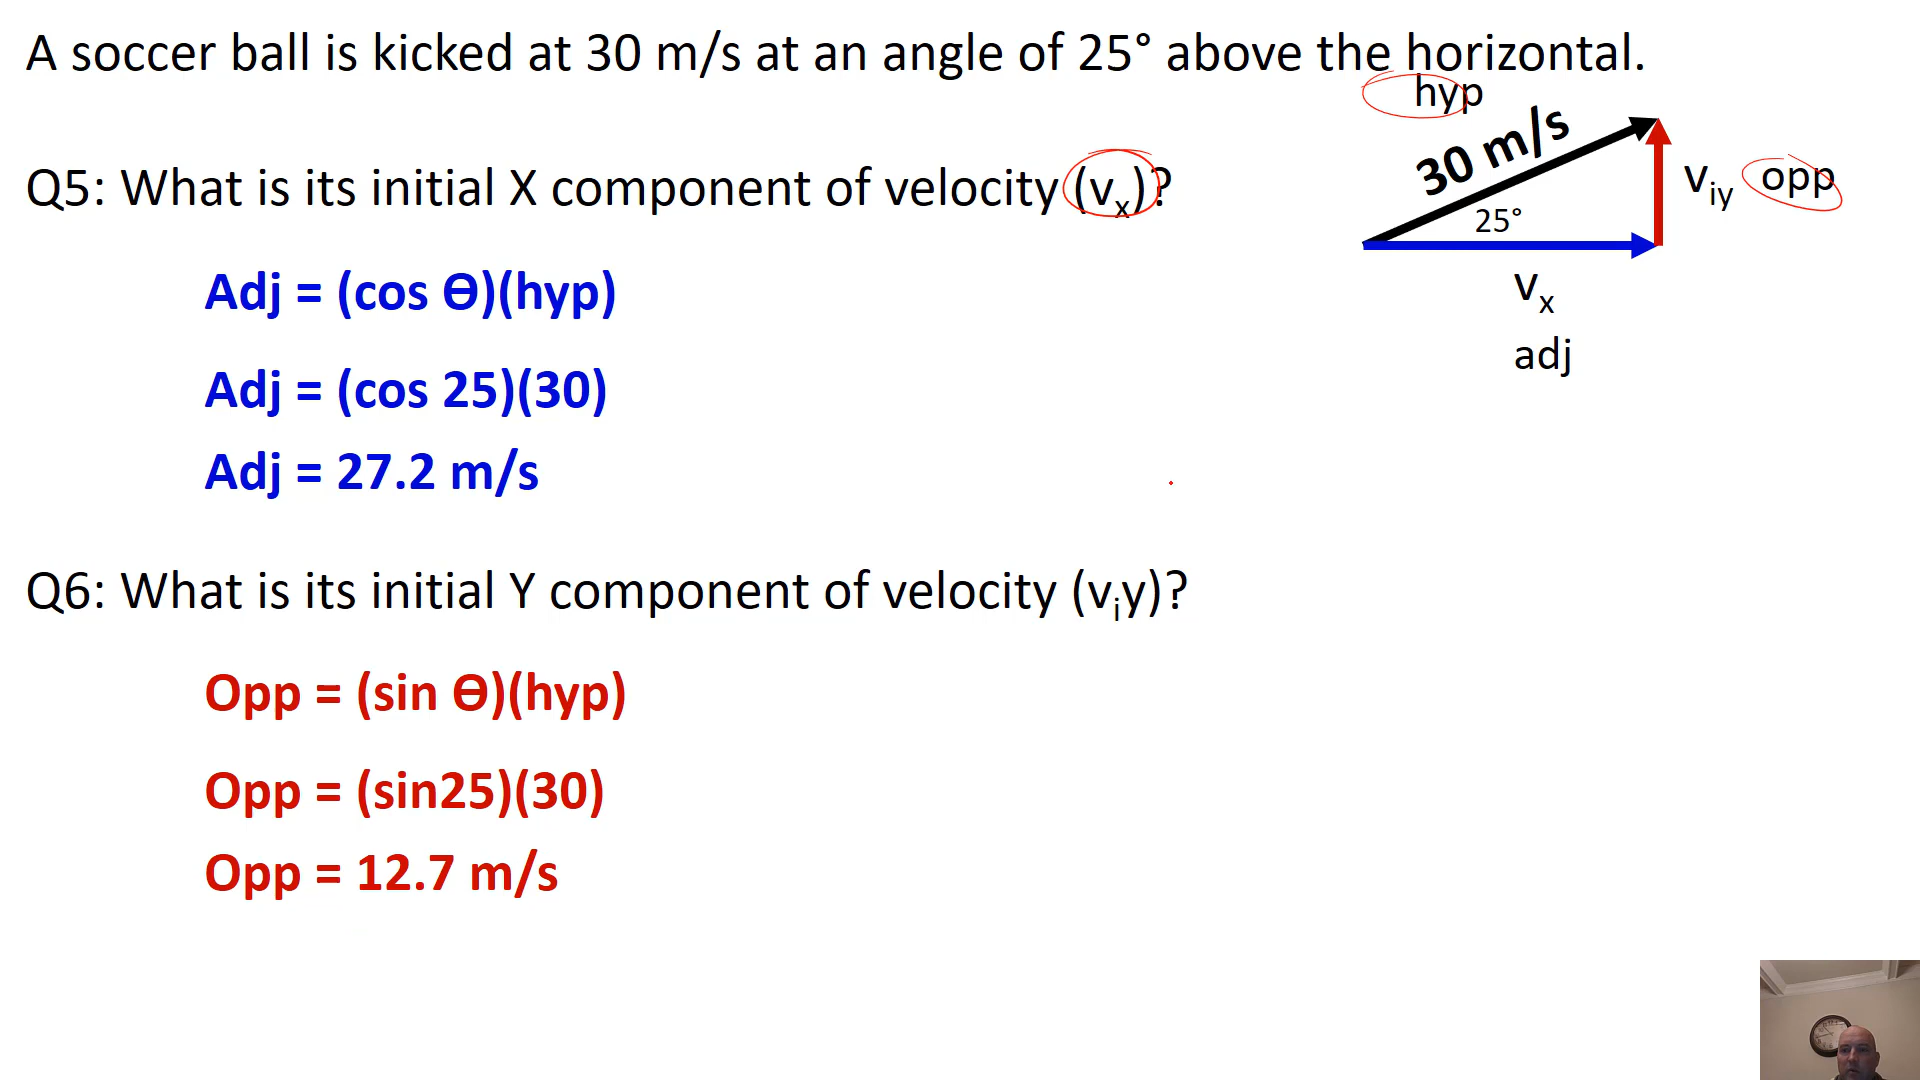 A soccer ball is kicked at 30 m/s at an angle of 25° above the horizontal.
hyp
30 m/s
Q5: What is its initial X component of velocity (vₓ)?
v_iy opp
25°
vₓ
adj
Adj = (cos Ө)(hyp)
Adj = (cos 25)(30)
Adj = 27.2 m/s
Q6: What is its initial Y component of velocity (vᵢy)?
Opp = (sin Ө)(hyp)
Opp = (sin25)(30)
Opp = 12.7 m/s